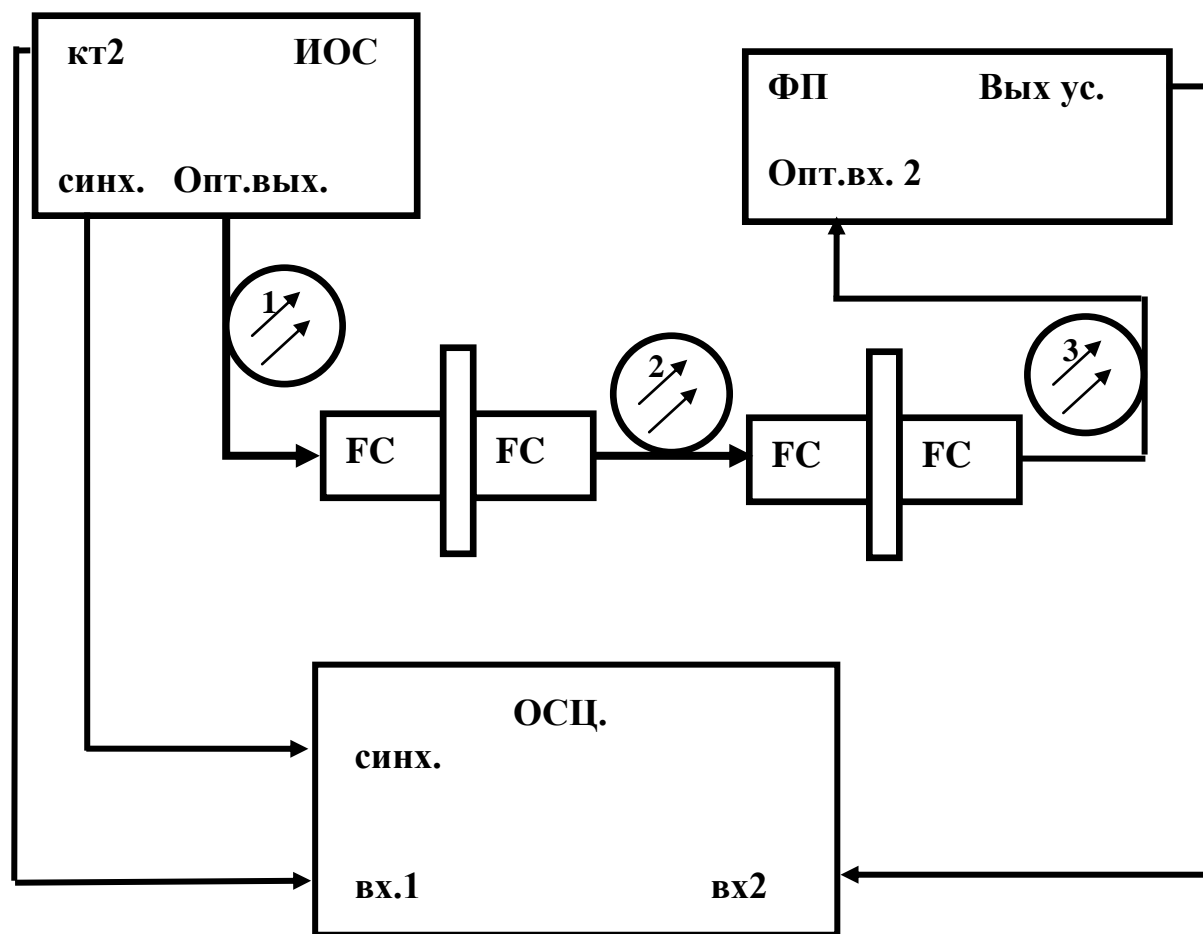 кт2 ИОС
синх. Опт.вых.
ФП Вых ус.
Опт.вх. 2
1
2
3
FC FC
FC FC
ОСЦ.
синх.
вх.1 вх2